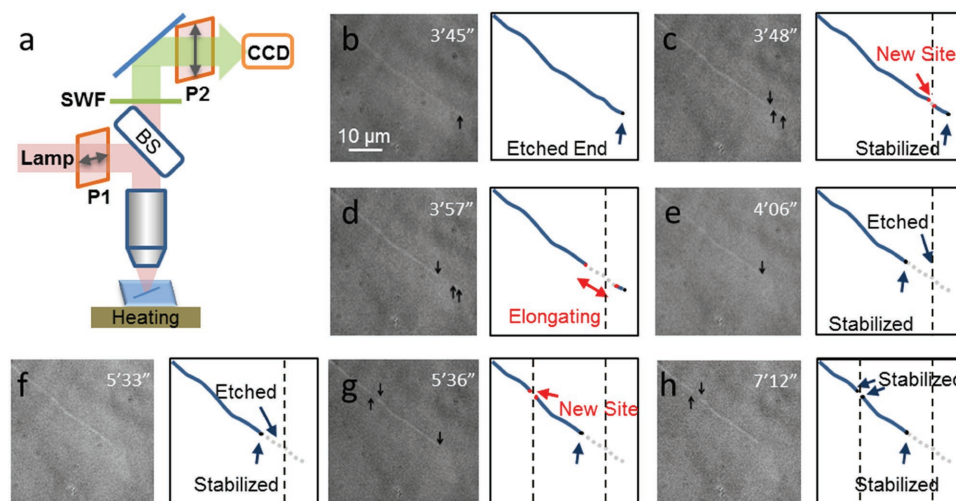 a
CCD
P2
SWF
BS
Lamp
P1
Heating
b
3’45”
10 µm
Etched End
c
3’48”
New Site
Stabilized
d
3’57”
Elongating
e
4’06”
Etched
Stabilized
f
5’33”
Etched
Stabilized
g
5’36”
New Site
h
7’12”
Stabilized
Stabilized